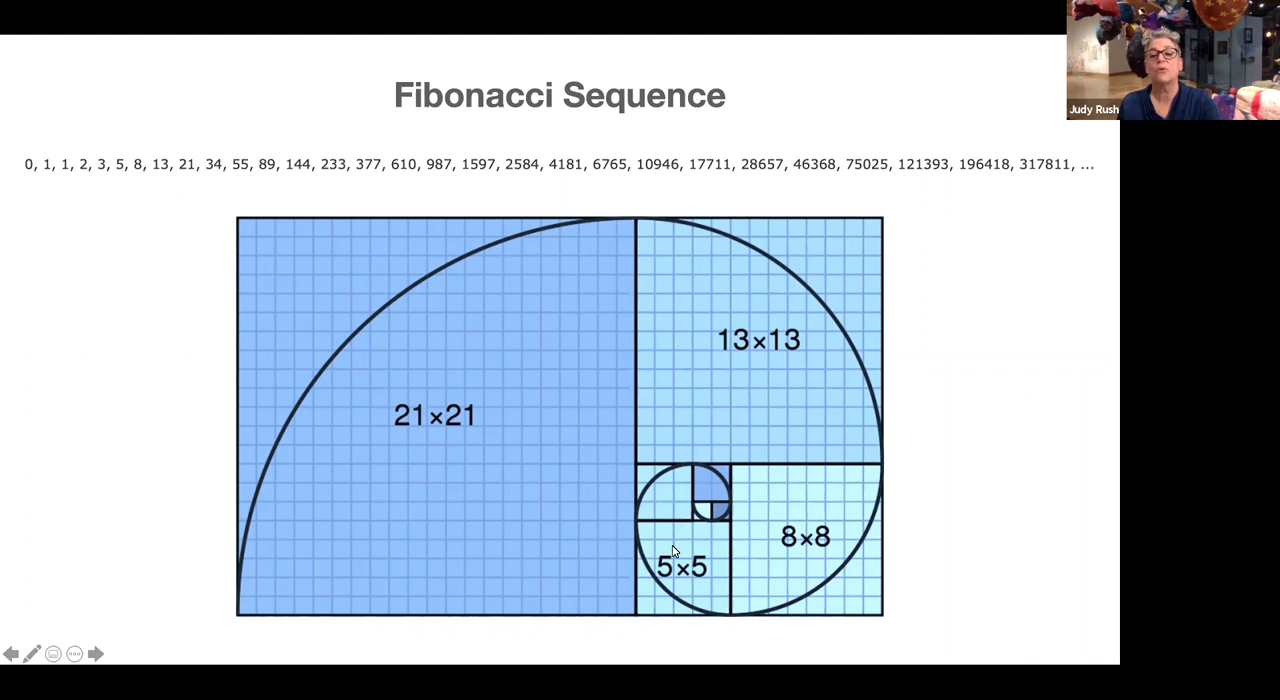 Fibonacci Sequence
Judy Rush
0, 1, 1, 2, 3, 5, 8, 13, 21, 34, 55, 89, 144, 233, 377, 610, 987, 1597, 2584, 4181, 6765, 10946, 17711, 28657, 46368, 75025, 121393, 196418, 317811, ...
13×13
21×21
8×8
5×5